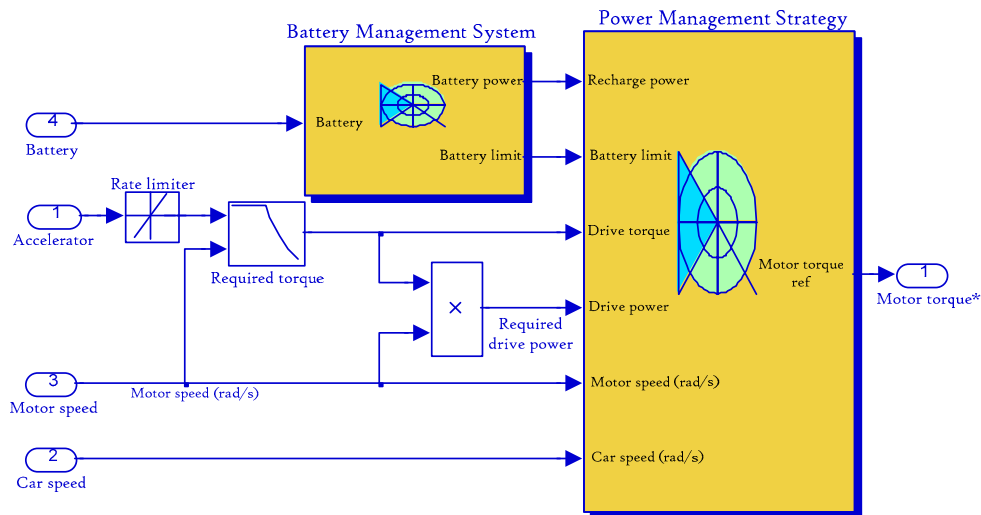 Power Management Strategy
Battery Management System
Battery power
Recharge power
4
Battery
Battery
Battery limit
Battery limit
Rate limiter
1
Accelerator
Required torque
Drive torque
Motor torque
ref
1
Motor torque*
×
Drive power
Required
drive power
3
Motor speed
Motor speed (rad/s)
Motor speed (rad/s)
2
Car speed
Car speed (rad/s)